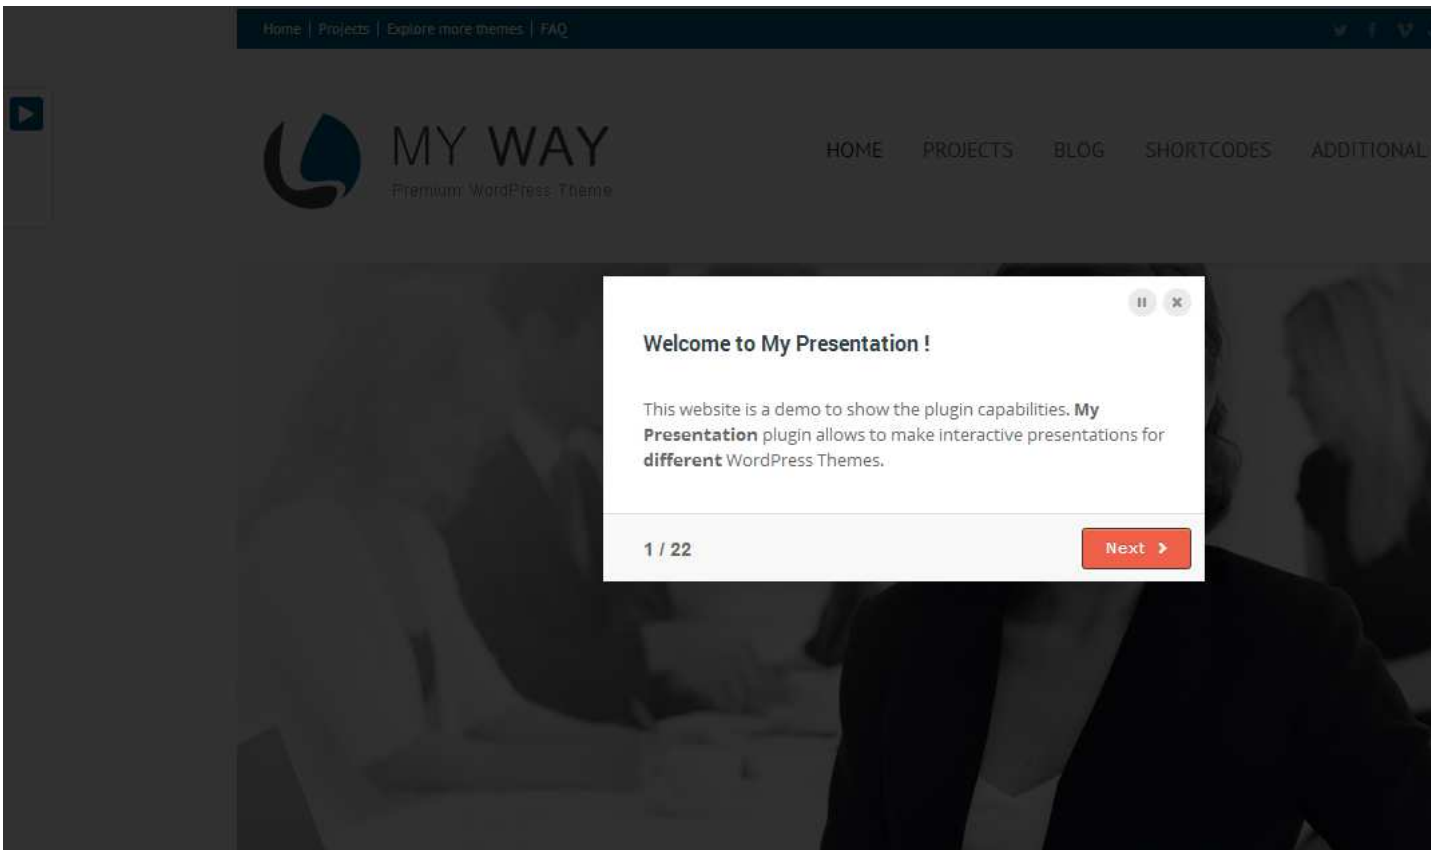 Home | Projects | Explore more themes | FAQ
MY WAY
Premium WordPress Theme
HOME PROJECTS BLOG SHORTCODES ADDITIONAL
Welcome to My Presentation !
This website is a demo to show the plugin capabilities. My
Presentation plugin allows to make interactive presentations for
different WordPress Themes.
1 / 22
Next